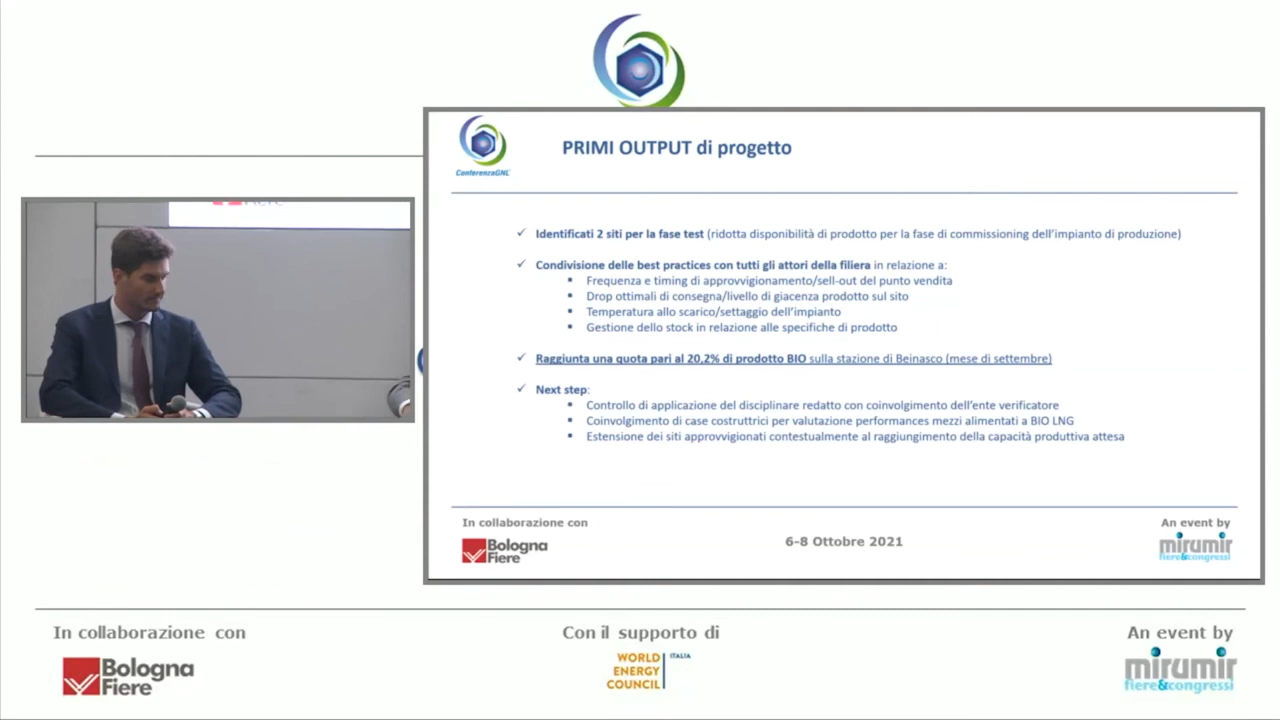 ConferenzaGNL
PRIMI OUTPUT di progetto
✓ Identificati 2 siti per la fase test (ridotta disponibilità di prodotto per la fase di commissioning dell'impianto di produzione)
✓ Condivisione delle best practices con tutti gli attori della filiera in relazione a:
▪ Frequenza e timing di approvvigionamento/sell-out del punto vendita
▪ Drop ottimali di consegna/livello di giacenza prodotto sul sito
▪ Temperatura allo scarico/settaggio dell'impianto
▪ Gestione dello stock in relazione alle specifiche di prodotto
✓ Raggiunta una quota pari al 20,2% di prodotto BIO sulla stazione di Beinasco (mese di settembre)
✓ Next step:
▪ Controllo di applicazione del disciplinare redatto con coinvolgimento dell'ente verificatore
▪ Coinvolgimento di case costruttrici per valutazione performances mezzi alimentati a BIO LNG
▪ Estensione dei siti approvvigionati contestualmente al raggiungimento della capacità produttiva attesa
In collaborazione con
Bologna
Fiere
6-8 Ottobre 2021
An event by
mirumir
fiere&congressi
In collaborazione con
Bologna
Fiere
Con il supporto di
WORLD
ENERGY
COUNCIL
ITALIA
An event by
mirumir
fiere&congressi